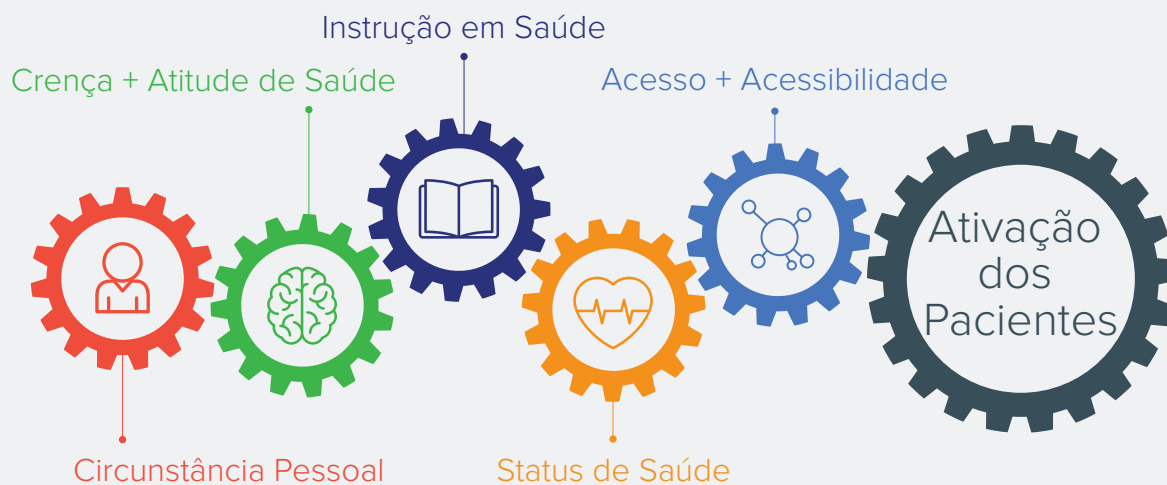 Instrução em Saúde
Crença + Atitude de Saúde
Acesso + Acessibilidade
Ativação
dos
Pacientes
Circunstância Pessoal
Status de Saúde